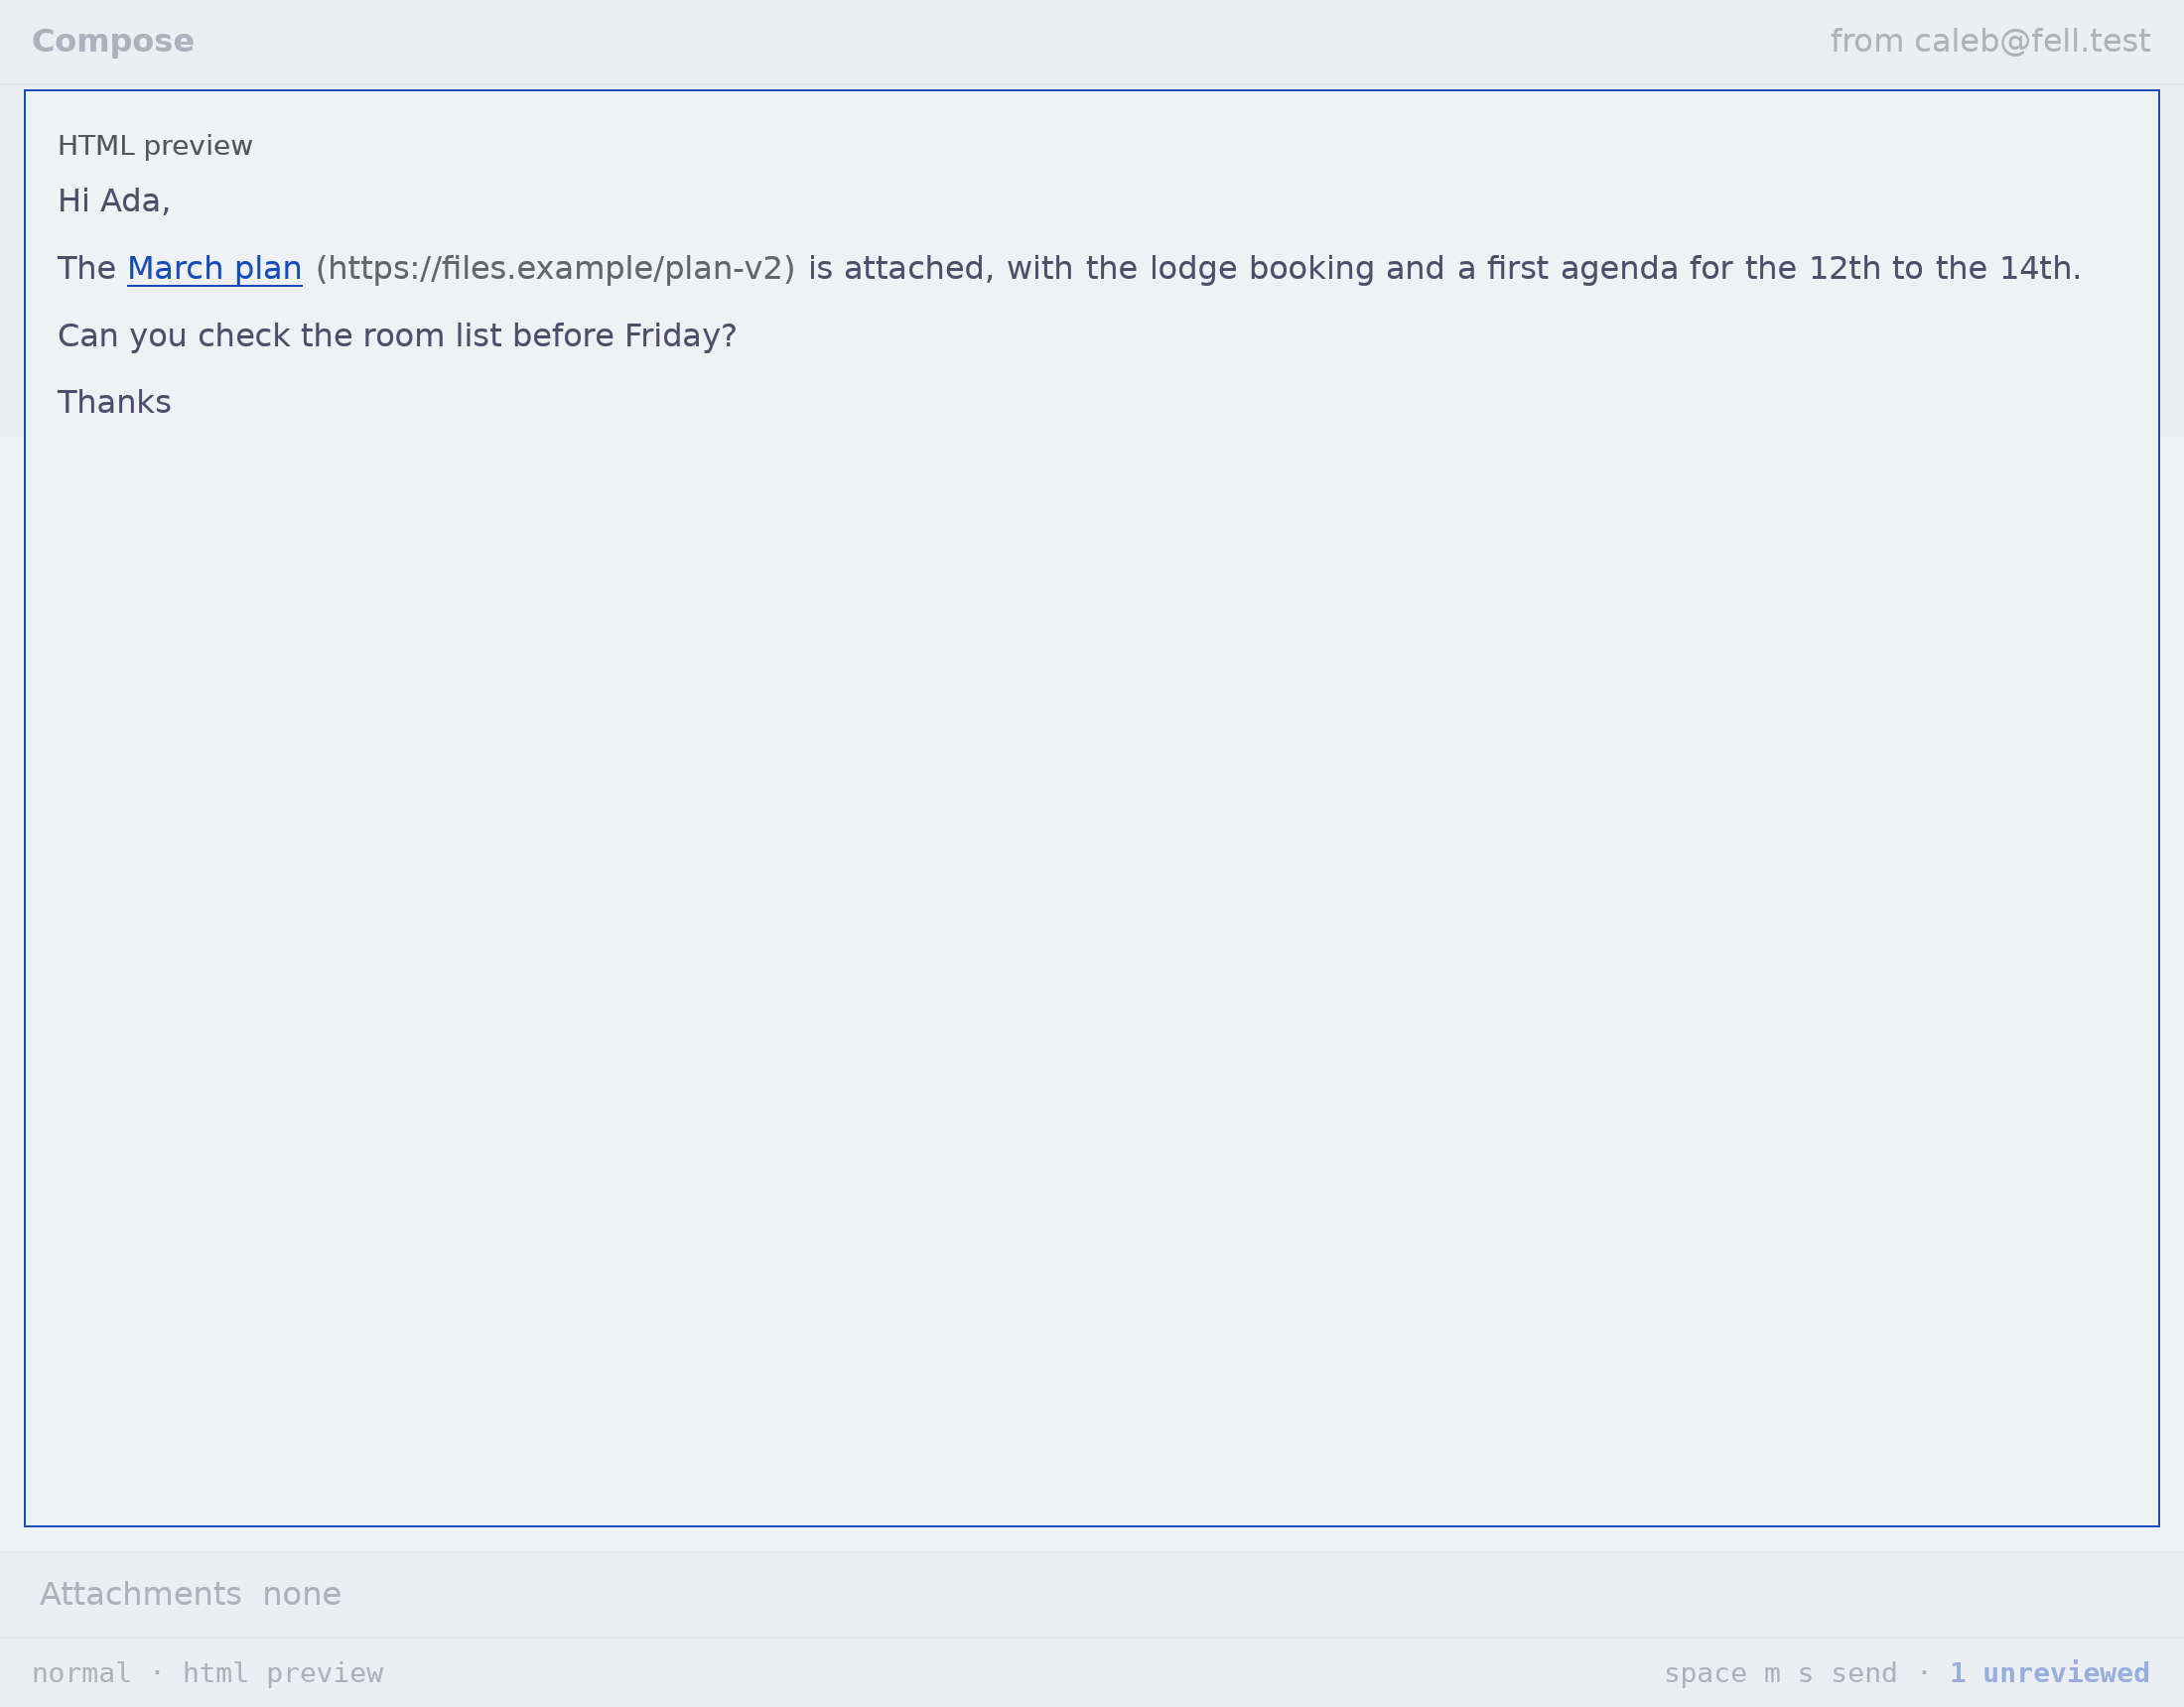 Compose
from caleb@fell.test
HTML preview
Hi Ada,
The March plan (https://files.example/plan-v2) is attached, with the lodge booking and a first agenda for the 12th to the 14th.
Can you check the room list before Friday?
Thanks
Attachments none
normal · html preview
space m s send · 1 unreviewed